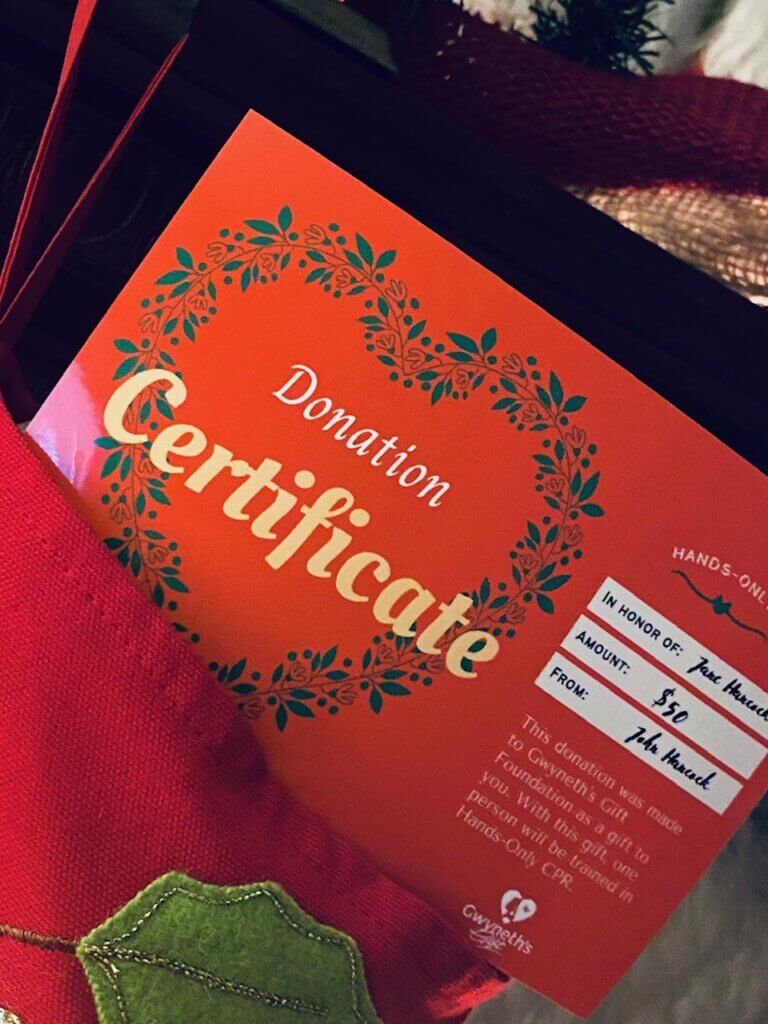 Donation
Certificate
HANDS-ONLY
IN HONOR OF: Jane Hancock
AMOUNT: $50
FROM: John Hancock
This donation was made
to Gwyneth's Gift
Foundation as a gift to
you. With this gift, one
person will be trained in
Hands-Only CPR.
Gwyneth's
Gift